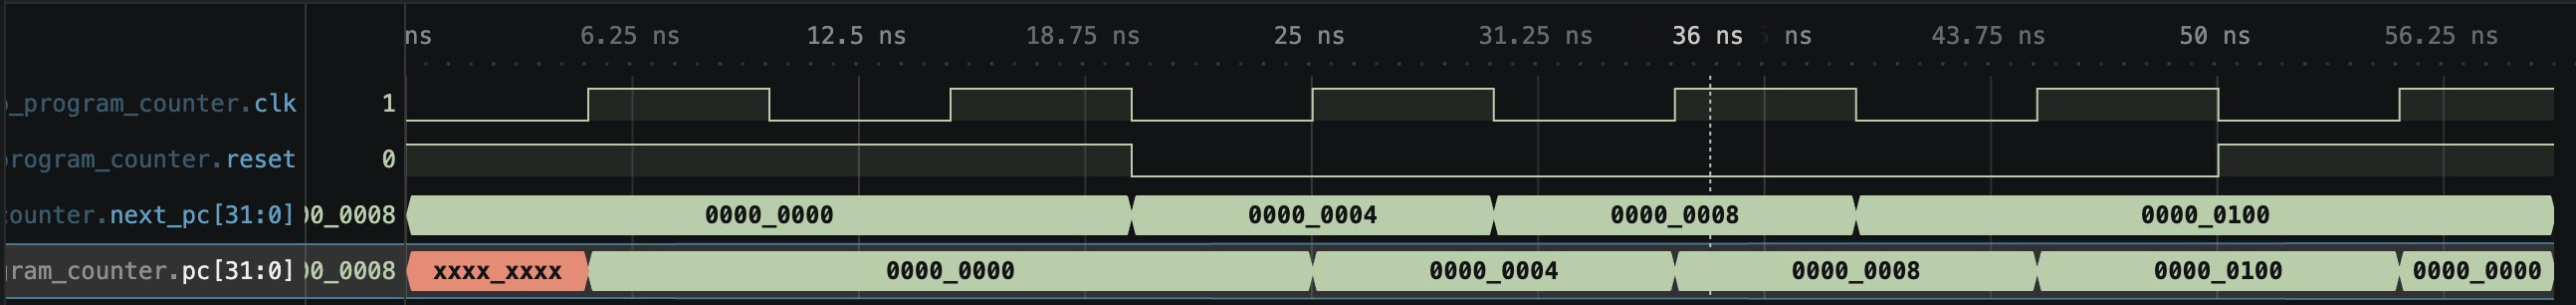 ns 6.25 ns 12.5 ns 18.75 ns 25 ns 31.25 ns 36 ns ns 43.75 ns 50 ns 56.25 ns
_program_counter.clk 1
rogram_counter.reset 0
ounter.next_pc[31:0] 00_0008 0000_0000 0000_0004 0000_0008 0000_0100
ram_counter.pc[31:0] 00_0008 xxxx_xxxx 0000_0000 0000_0004 0000_0008 0000_0100 0000_0000